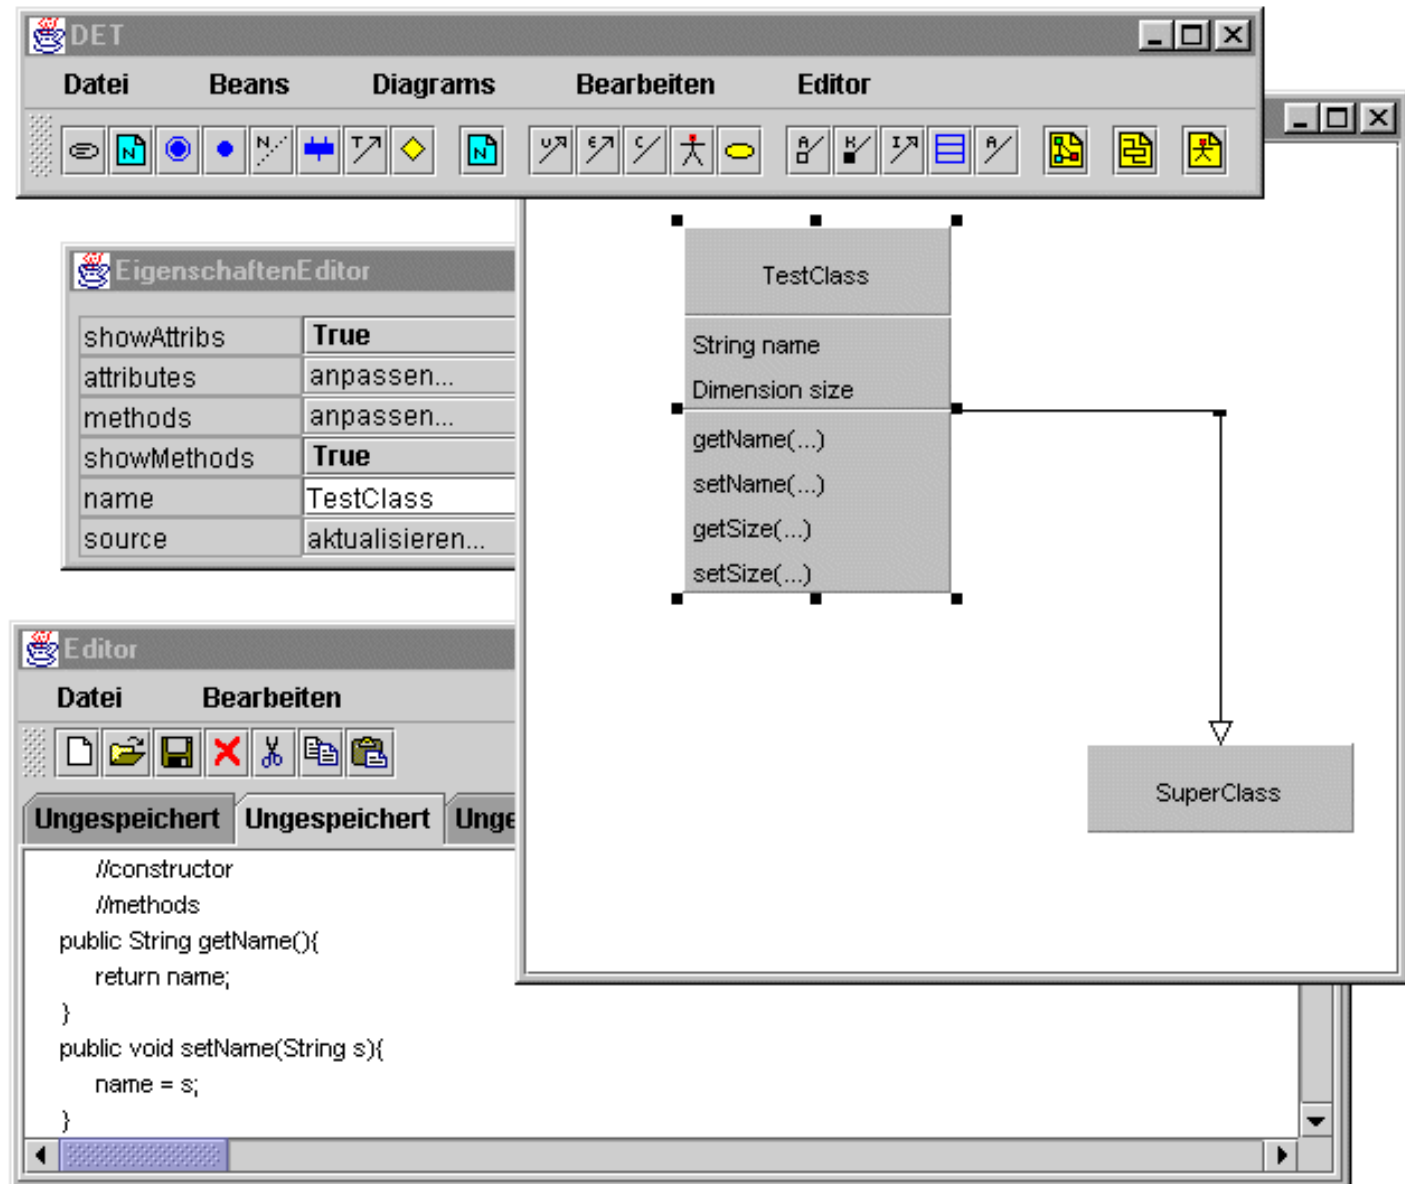 DET
Datei Beans Diagrams Bearbeiten Editor
EigenschaftenEditor
showAttribs True
attributes anpassen...
methods anpassen...
showMethods True
name TestClass
source aktualisieren...
TestClass
String name
Dimension size
getName(...)
setName(...)
getSize(...)
setSize(...)
SuperClass
Editor
Datei Bearbeiten
Ungespeichert Ungespeichert Unge
//constructor
//methods
public String getName(){
return name;
}
public void setName(String s){
name = s;
}